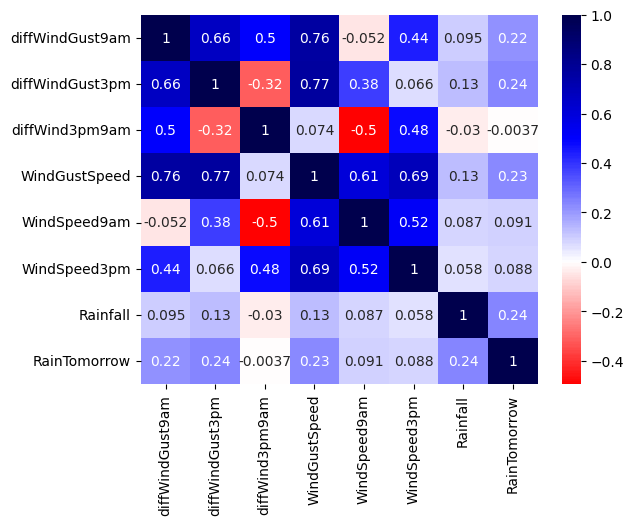 diffWindGust9am 1 0.66 0.5 0.76 -0.052 0.44 0.095 0.22
diffWindGust3pm 0.66 1 -0.32 0.77 0.38 0.066 0.13 0.24
diffWind3pm9am 0.5 -0.32 1 0.074 -0.5 0.48 -0.03 -0.0037
WindGustSpeed 0.76 0.77 0.074 1 0.61 0.69 0.13 0.23
WindSpeed9am -0.052 0.38 -0.5 0.61 1 0.52 0.087 0.091
WindSpeed3pm 0.44 0.066 0.48 0.69 0.52 1 0.058 0.088
Rainfall 0.095 0.13 -0.03 0.13 0.087 0.058 1 0.24
RainTomorrow 0.22 0.24 -0.0037 0.23 0.091 0.088 0.24 1
diffWindGust9am
diffWindGust3pm
diffWind3pm9am
WindGustSpeed
WindSpeed9am
WindSpeed3pm
Rainfall
RainTomorrow
1.0
0.8
0.6
0.4
0.2
0.0
−0.2
−0.4